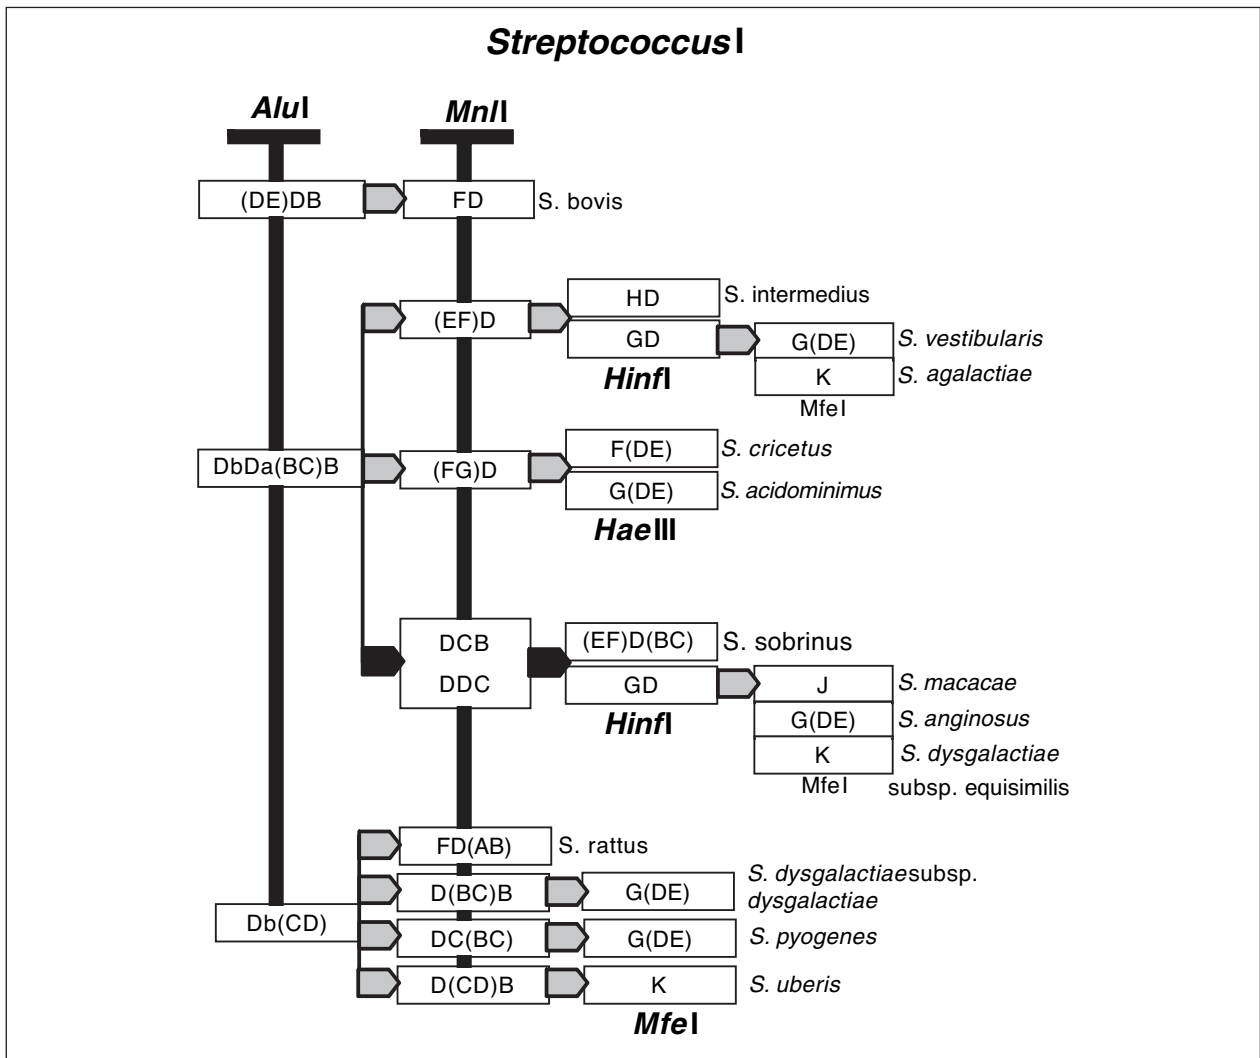 Streptococcus I
AluI
MnlI
(DE)DB
FD
S. bovis
(EF)D
HD
S. intermedius
GD
HinfI
G(DE)
S. vestibularis
K
S. agalactiae
MfeI
DbDa(BC)B
(FG)D
F(DE)
S. cricetus
G(DE)
S. acidominimus
HaeIII
DCB
DDC
(EF)D(BC)
S. sobrinus
GD
HinfI
J
S. macacae
G(DE)
S. anginosus
K
S. dysgalactiae
MfeI
subsp. equisimilis
Db(CD)
FD(AB)
S. rattus
D(BC)B
G(DE)
S. dysgalactiaesubsp.
dysgalactiae
DC(BC)
G(DE)
S. pyogenes
D(CD)B
K
S. uberis
MfeI